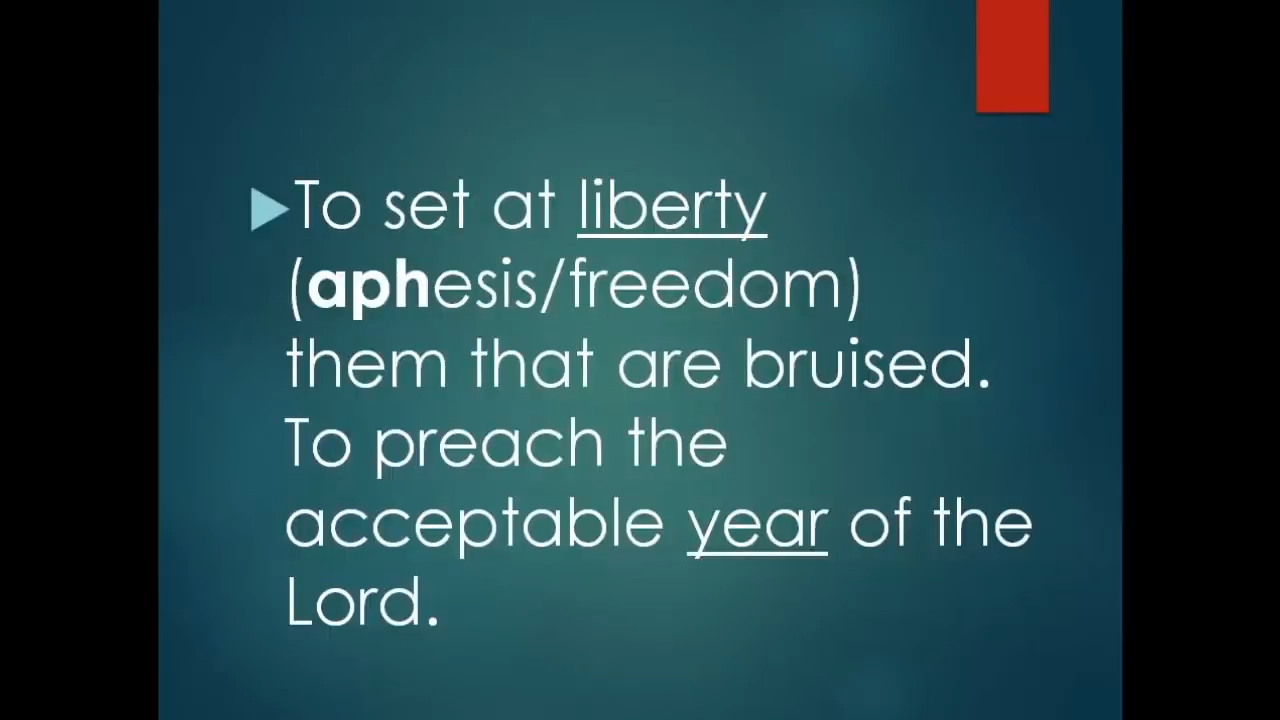 To set at liberty
(aphesis/freedom)
them that are bruised.
To preach the
acceptable year of the
Lord.